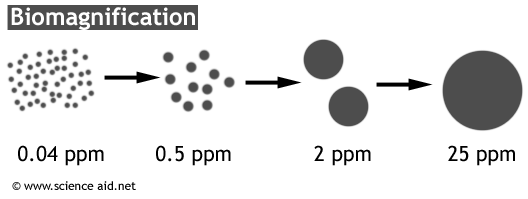 Biomagnification
0.04 ppm 0.5 ppm 2 ppm 25 ppm
© www.science aid.net